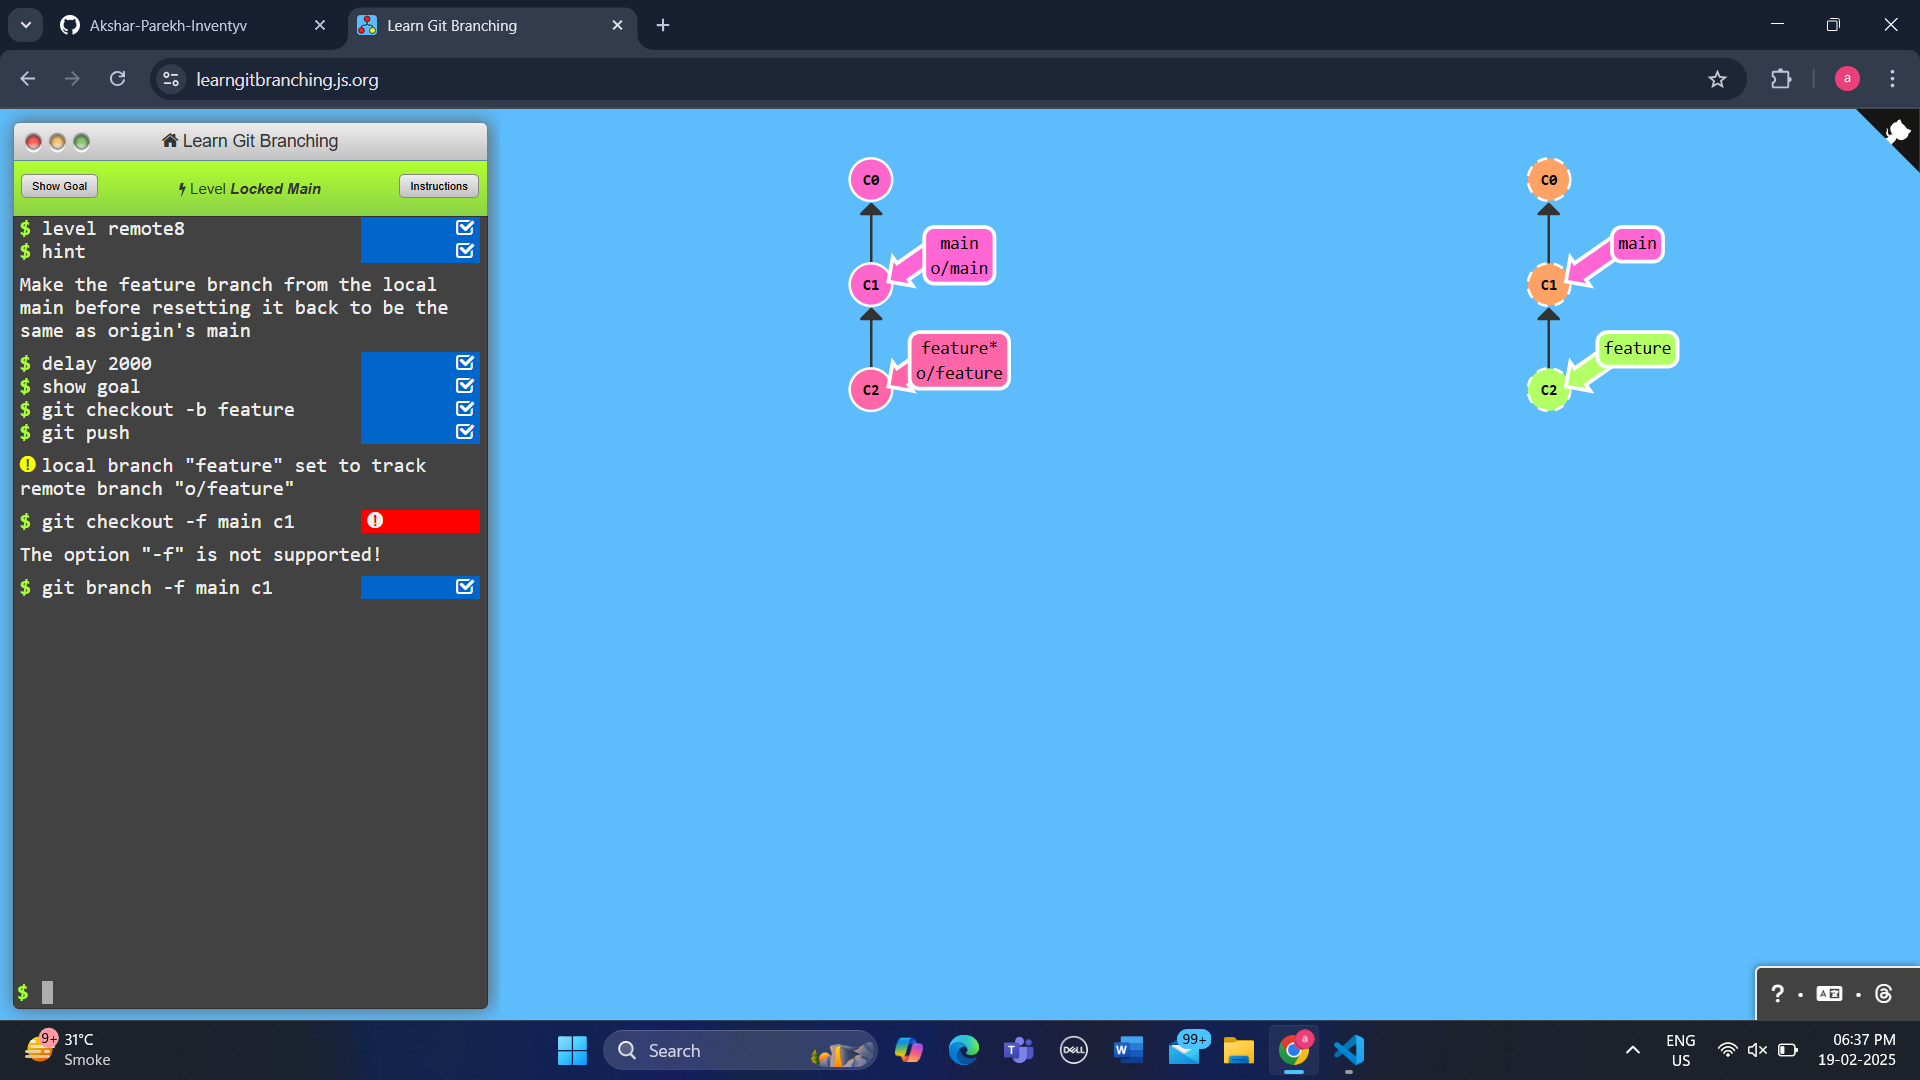 Akshar-Parekh-Inventyv
Learn Git Branching
learngitbranching.js.org
a
Learn Git Branching
Show Goal
Level Locked Main
Instructions
$ level remote8
$ hint
Make the feature branch from the local
main before resetting it back to be the
same as origin's main
$ delay 2000
$ show goal
$ git checkout -b feature
$ git push
local branch "feature" set to track
remote branch "o/feature"
$ git checkout -f main c1
The option "-f" is not supported!
$ git branch -f main c1
$
C0
main
o/main
C1
feature*
o/feature
C2
C0
main
C1
feature
C2
?
9+
31°C
Smoke
Search
DELL
W
99+
a
ENG
US
06:37 PM
19-02-2025